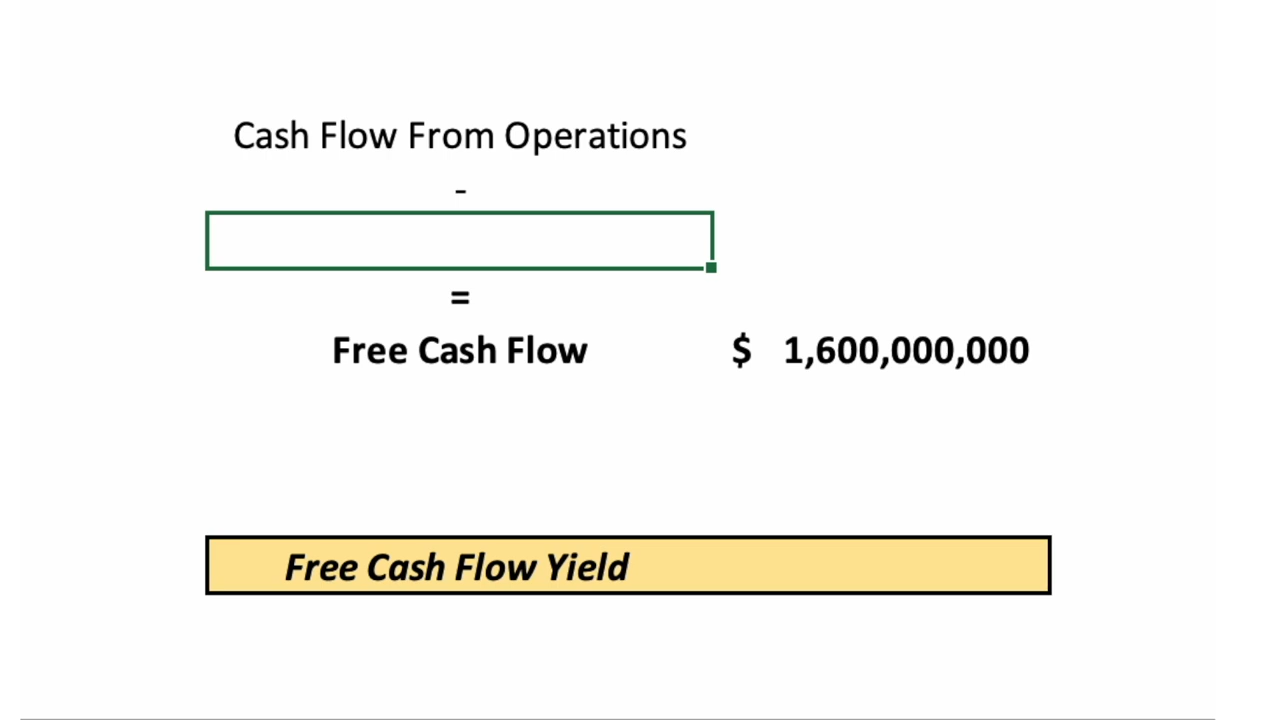 Cash Flow From Operations
-
=
Free Cash Flow $ 1,600,000,000
Free Cash Flow Yield